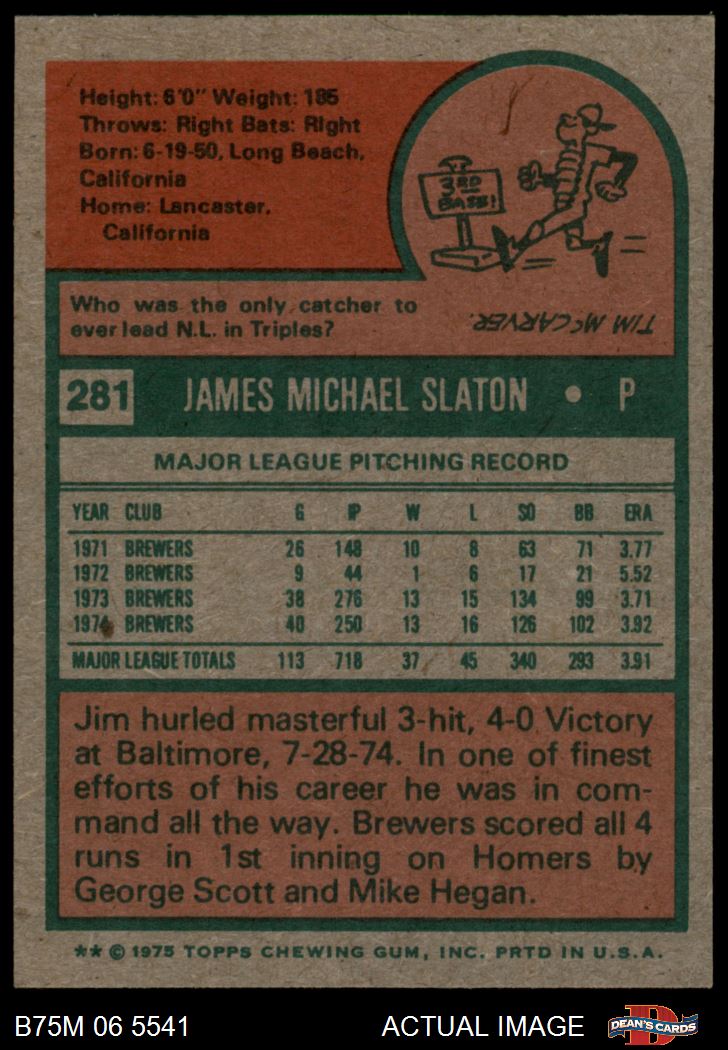 Height: 6'0" Weight: 185
Throws: Right Bats: Right
Born: 6-19-50, Long Beach,
California
Home: Lancaster,
California
3RD
BASE!
Who was the only catcher to
ever lead N.L. in Triples?
TIM McCARVER.
281 JAMES MICHAEL SLATON • P
MAJOR LEAGUE PITCHING RECORD
YEAR CLUB G IP W L SO BB ERA
1971 BREWERS 26 148 10 8 63 71 3.77
1972 BREWERS 9 44 1 6 17 21 5.52
1973 BREWERS 38 276 13 15 134 99 3.71
1974 BREWERS 40 250 13 16 126 102 3.92
MAJOR LEAGUE TOTALS 113 718 37 45 340 293 3.91
Jim hurled masterful 3-hit, 4-0 Victory
at Baltimore, 7-28-74. In one of finest
efforts of his career he was in com-
mand all the way. Brewers scored all 4
runs in 1st inning on Homers by
George Scott and Mike Hegan.
** © 1975 TOPPS CHEWING GUM, INC. PRTD IN U.S.A.
B75M 06 5541 ACTUAL IMAGE DEAN'S CARDS